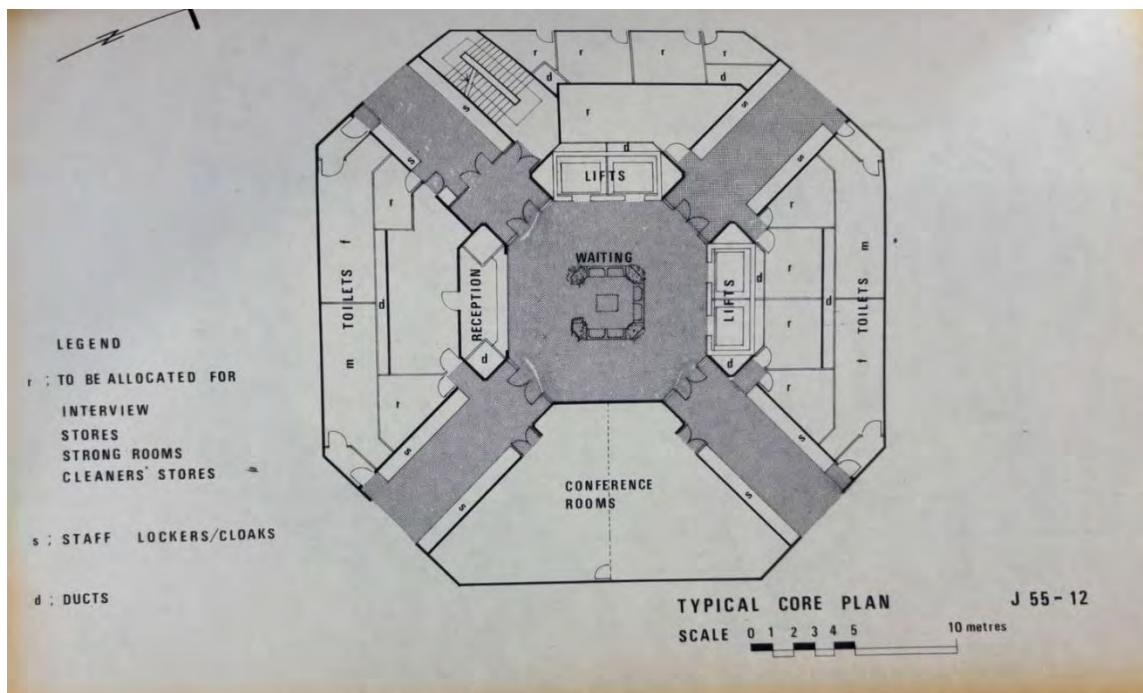 N
r r r r
d
s s
r
d
LIFTS
s s
r r
WAITING
TOILETS f m
RECEPTION
LIFTS
d
r
d
TOILETS m f
d
r
d
d
r
r
r
s s
s s
CONFERENCE
ROOMS
LEGEND
r : TO BE ALLOCATED FOR
INTERVIEW
STORES
STRONG ROOMS
CLEANERS' STORES
s : STAFF LOCKERS/CLOAKS
d : DUCTS
TYPICAL CORE PLAN
J 55-12
SCALE 0 1 2 3 4 5 10 metres